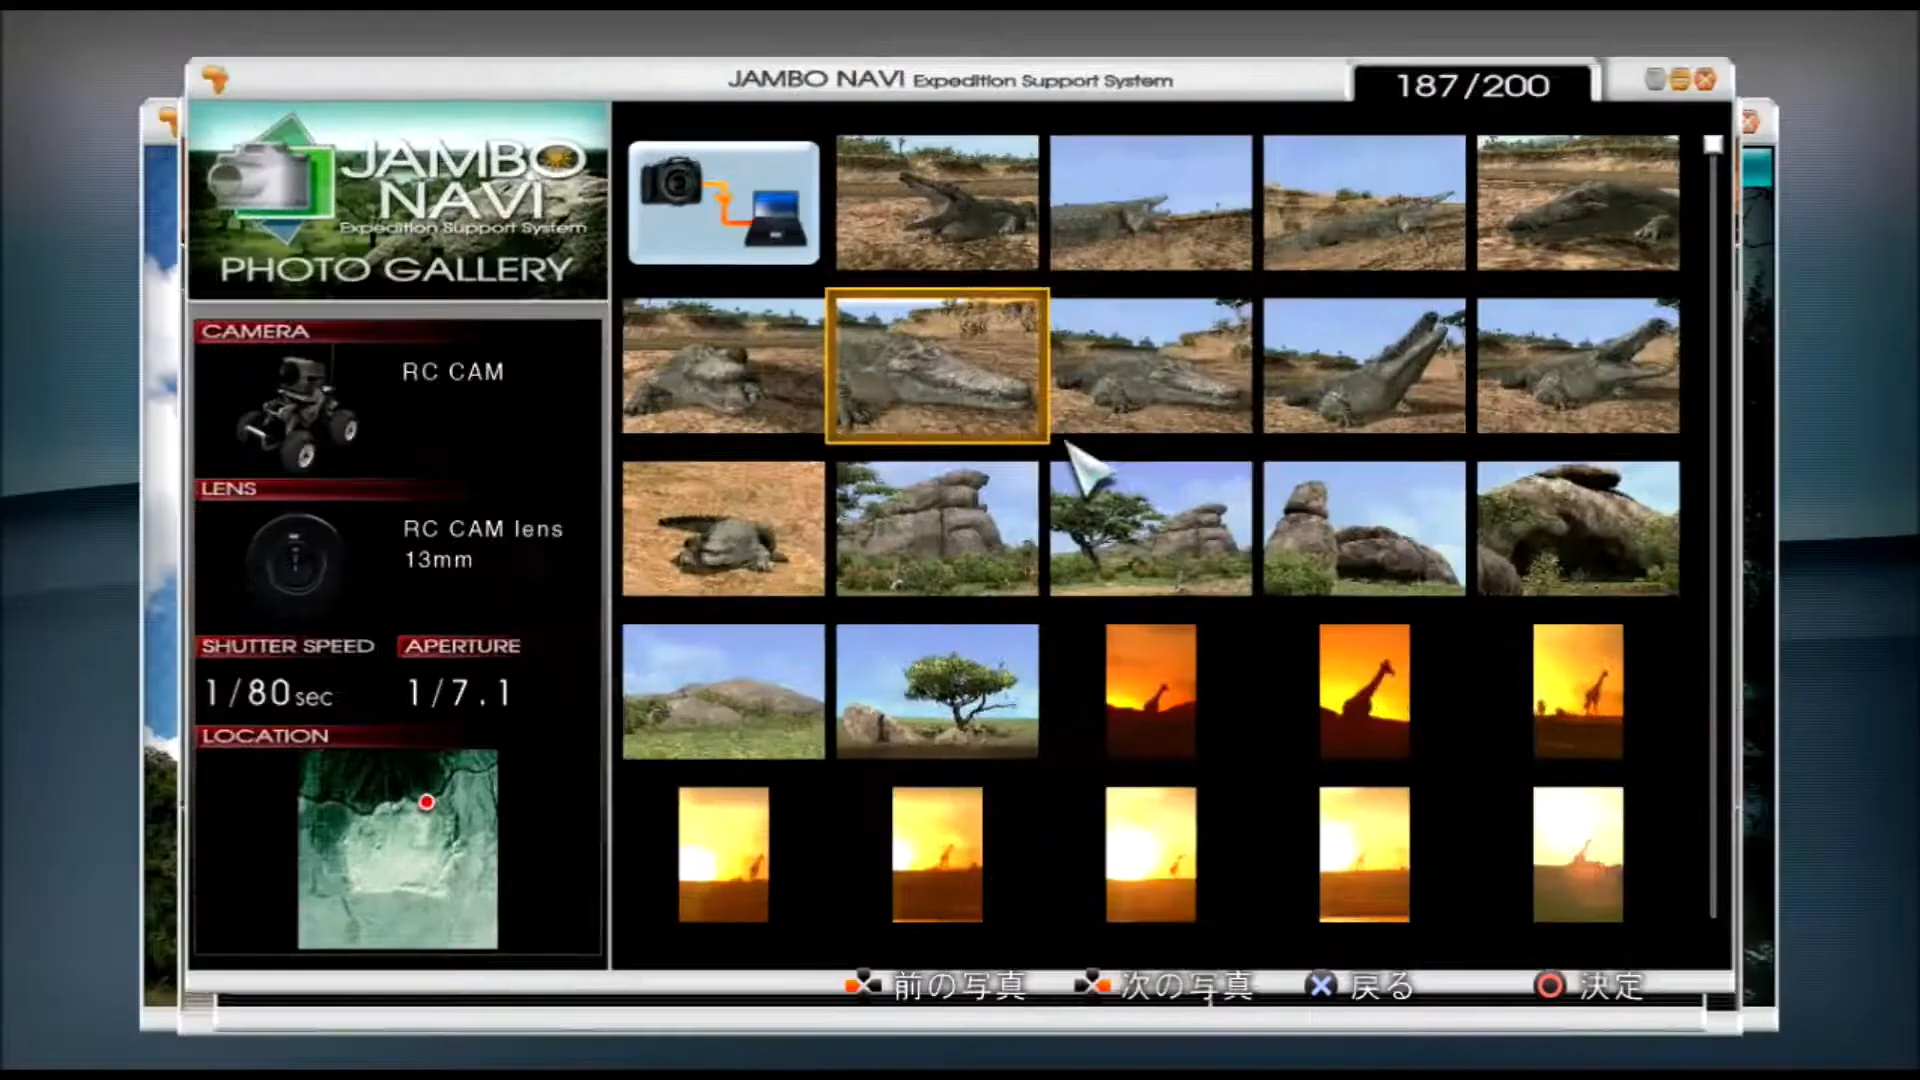 JAMBO NAVI Expedition Support System
187/200
JAMBO
NAVI
Expedition Support System
PHOTO GALLERY
CAMERA
RC CAM
LENS
RC CAM lens
13mm
SHUTTER SPEED
APERTURE
1/80sec
1/7.1
LOCATION
前の写真
次の写真
戻る
決定